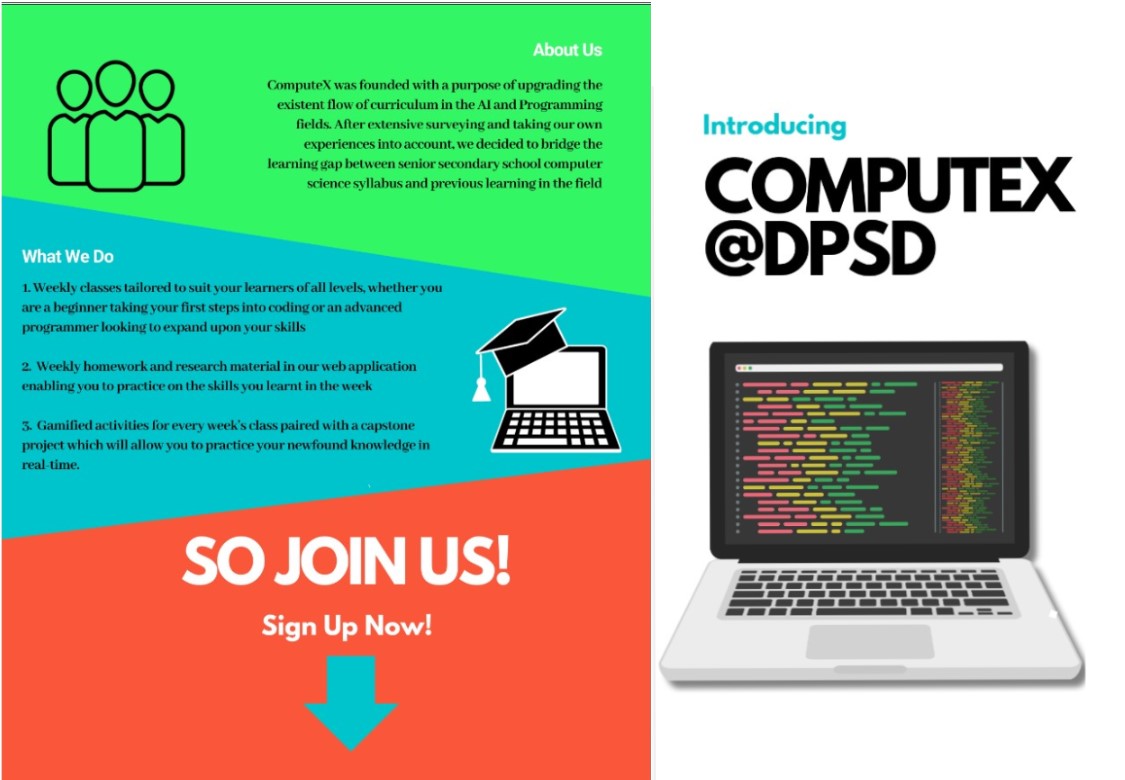 About Us
ComputeX was founded with a purpose of upgrading the
existent flow of curriculum in the AI and Programming
fields. After extensive surveying and taking our own
experiences into account, we decided to bridge the
learning gap between senior secondary school computer
science syllabus and previous learning in the field
What We Do
1. Weekly classes tailored to suit your learners of all levels, whether you
are a beginner taking your first steps into coding or an advanced
programmer looking to expand upon your skills
2. Weekly homework and research material in our web application
enabling you to practice on the skills you learnt in the week
3. Gamified activities for every week's class paired with a capstone
project which will allow you to practice your newfound knowledge in
real-time.
SO JOIN US!
Sign Up Now!
Introducing
COMPUTEX
@DPSD